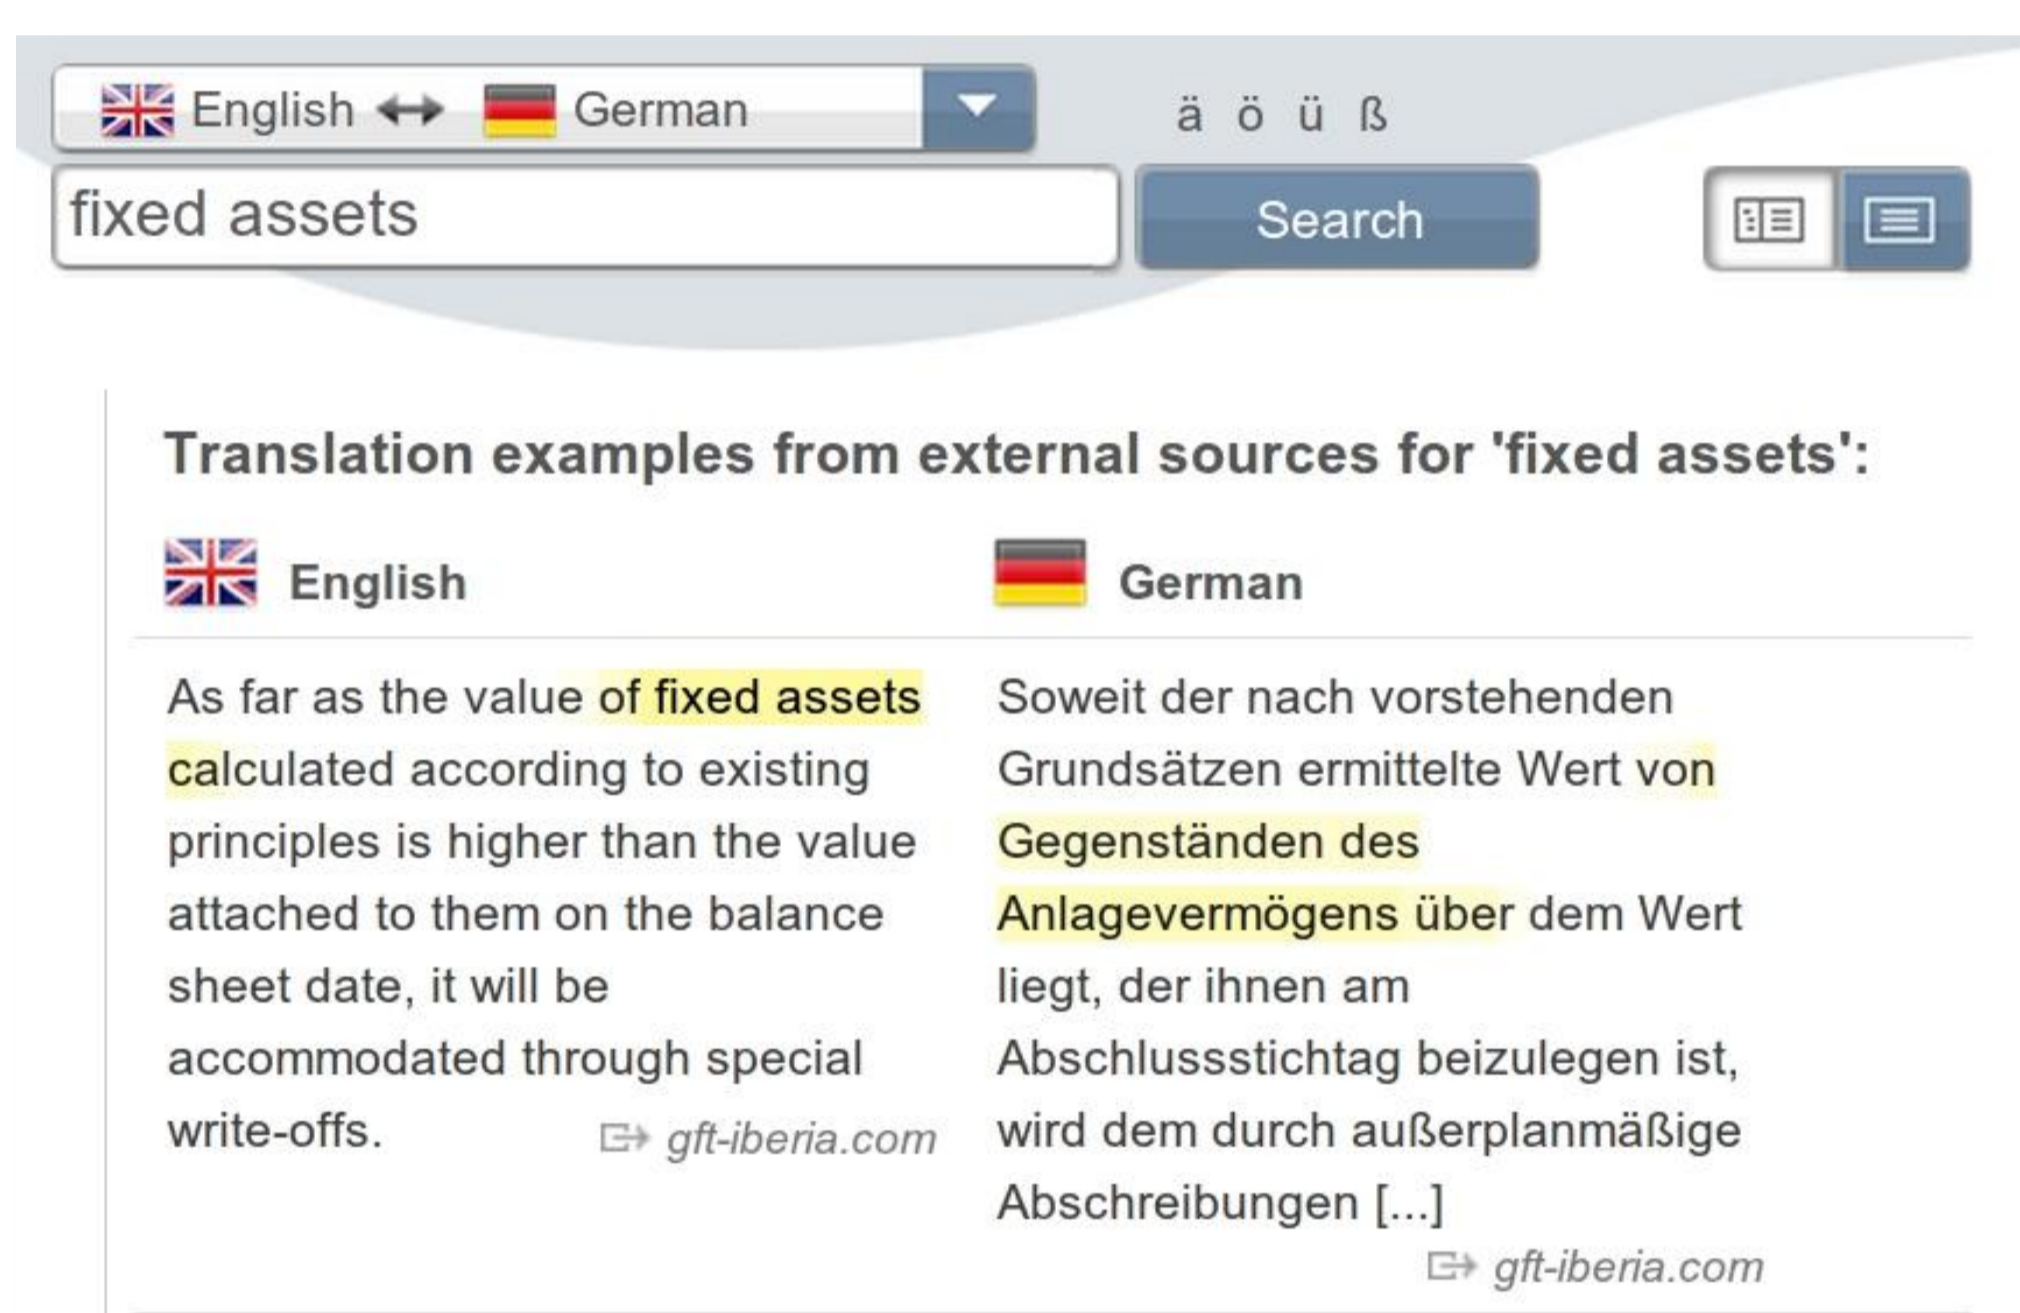 English ↔ German
ä ö ü ß
fixed assets
Search
Translation examples from external sources for 'fixed assets':
English
German
As far as the value of fixed assets
calculated according to existing
principles is higher than the value
attached to them on the balance
sheet date, it will be
accommodated through special
write-offs.
gft-iberia.com
Soweit der nach vorstehenden
Grundsätzen ermittelte Wert von
Gegenständen des
Anlagevermögens über dem Wert
liegt, der ihnen am
Abschlussstichtag beizulegen ist,
wird dem durch außerplanmäßige
Abschreibungen [...]
gft-iberia.com